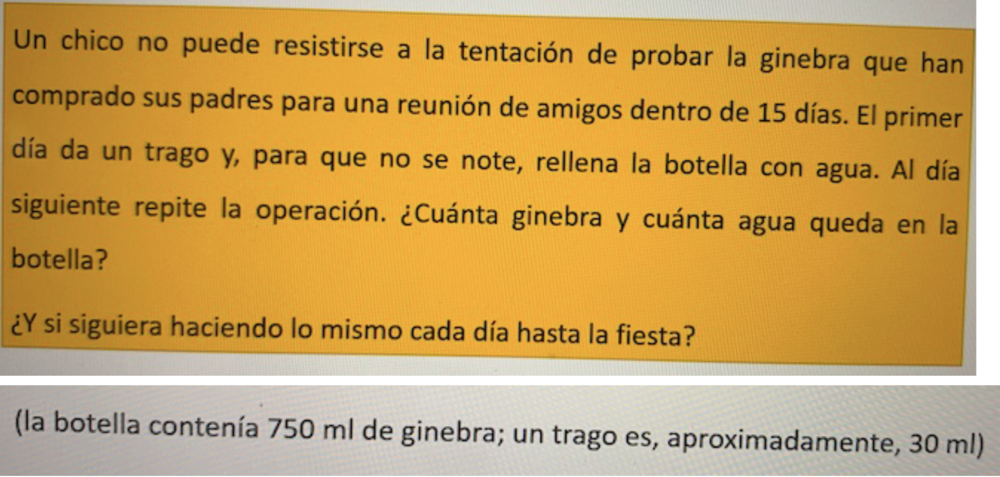 Un chico no puede resistirse a la tentación de probar la ginebra que han
comprado sus padres para una reunión de amigos dentro de 15 días. El primer
día da un trago y, para que no se note, rellena la botella con agua. Al día
siguiente repite la operación. ¿Cuánta ginebra y cuánta agua queda en la
botella?
¿Y si siguiera haciendo lo mismo cada día hasta la fiesta?
(la botella contenía 750 ml de ginebra; un trago es, aproximadamente, 30 ml)